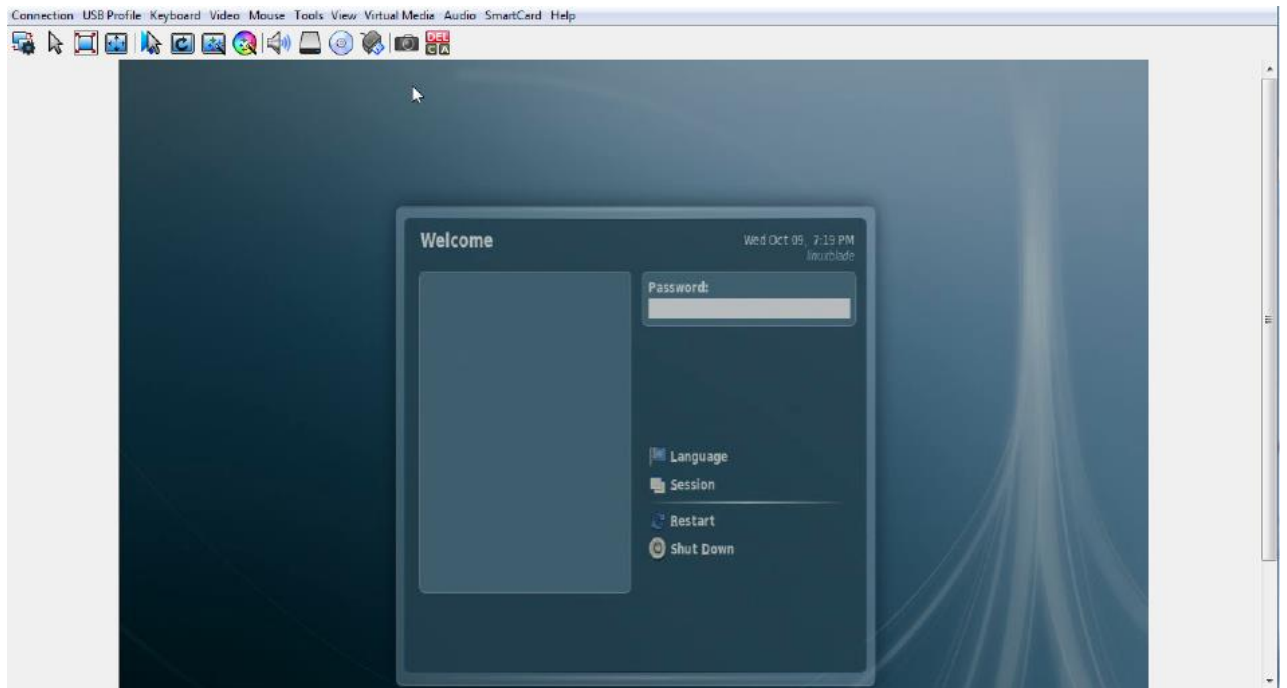 Connection USB Profile Keyboard Video Mouse Tools View Virtual Media Audio SmartCard Help
DEL
C A
Welcome
Wed Oct 09, 7:19 PM
linuxblade
Password:
Language
Session
Restart
Shut Down